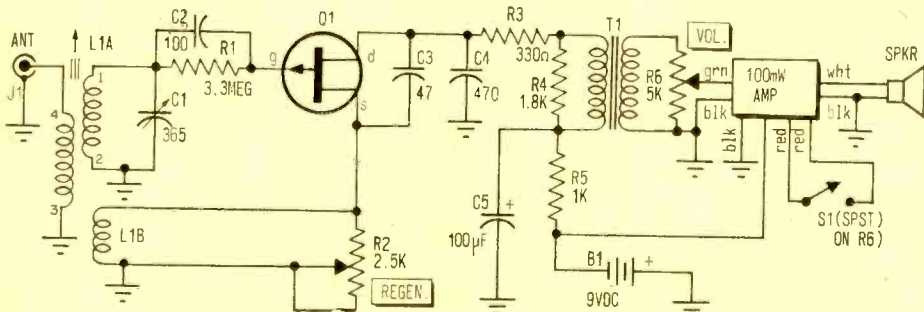 ANT
J1
L1A
4
3
1
2
C2
100
R1
3.3MEG
C1
365
Q1
g
d
s
C3
47
C4
470
R3
330Ω
R4
1.8K
T1
VOL.
R6
5K
grn
blk
100mW
AMP
wht
blk
SPKR
blk
red
red
S1(SPST)
ON R6)
L1B
R2
2.5K
REGEN.
C5
+
100µF
R5
1K
B1
+
9VDC